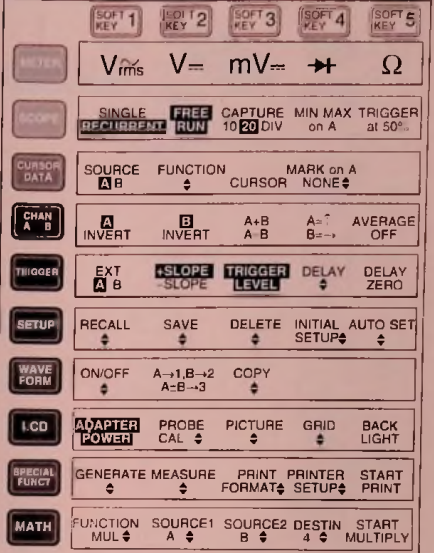 SOFT KEY 1 SOFT KEY 2 SOFT KEY 3 SOFT KEY 4 SOFT KEY 5
METER Vrms V mV Ω
SCOPE SINGLE FREE CAPTURE MIN MAX TRIGGER
RECURRENT RUN 10 20 DIV on A at 50%
CURSOR DATA SOURCE FUNCTION MARK on A
A B CURSOR NONE
CHAN A B A B A+B AVERAGE
INVERT INVERT A-B OFF
TRIGGER EXT +SLOPE TRIGGER DELAY DELAY
A B -SLOPE LEVEL ZERO
SETUP RECALL SAVE DELETE INITIAL AUTO SET
SETUP
WAVE FORM ON/OFF A→1,B→2 COPY
A±B→3
LCD ADAPTER PROBE PICTURE GRID BACK
POWER CAL LIGHT
SPECIAL FUNCT GENERATE MEASURE PRINT PRINTER START
FORMAT SETUP PRINT
MATH FUNCTION SOURCE1 SOURCE2 DESTIN START
MUL A B 4 MULTIPLY